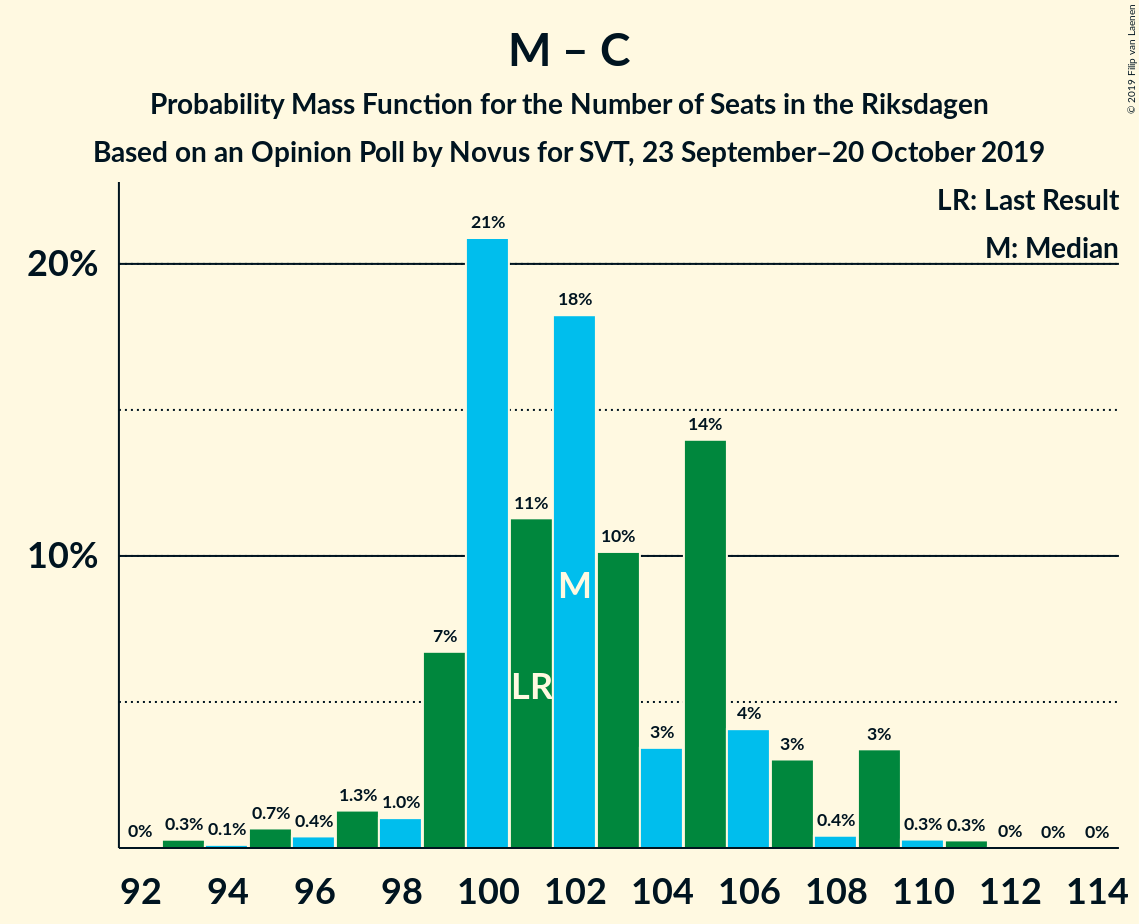 M – C
Probability Mass Function for the Number of Seats in the Riksdagen
Based on an Opinion Poll by Novus for SVT, 23 September–20 October 2019
© 2019 Filip van Laenen
LR: Last Result
M: Median
20%
10%
0%
0.3%
0.1%
0.7%
0.4%
1.3%
1.0%
7%
21%
11%
18%
10%
3%
14%
4%
3%
0.4%
3%
0.3%
0.3%
0%
0%
0%
LR
M
92 94 96 98 100 102 104 106 108 110 112 114